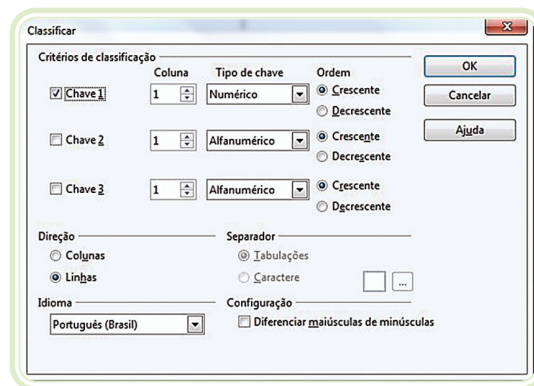 Classificar
Critérios de classificação
Coluna Tipo de chave Ordem
Chave 1 1 Numérico Crescente
Decrescente
Chave 2 1 Alfanumérico Crescente
Decrescente
Chave 3 1 Alfanumérico Crescente
Decrescente
OK
Cancelar
Ajuda
Direção
Colunas
Linhas
Separador
Tabulações
Caractere ...
Idioma
Português (Brasil)
Configuração
Diferenciar maiúsculas de minúsculas